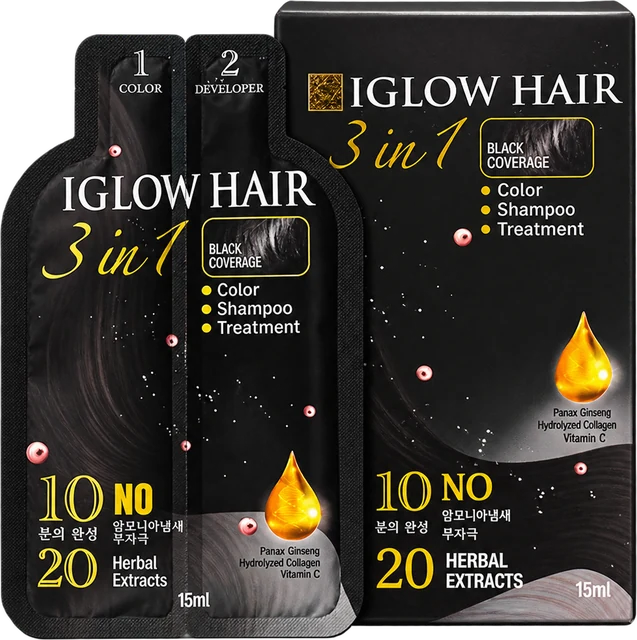 1
COLOR
2
DEVELOPER
IGLOW HAIR
3 in 1
BLACK
COVERAGE
Color
Shampoo
Treatment
10 NO
분의 완성
암모니아냄새
무자극
20 Herbal
Extracts
Panax Ginseng
Hydrolyzed Collagen
Vitamin C
15ml
IGLOW HAIR
3 in 1
BLACK
COVERAGE
Color
Shampoo
Treatment
Panax Ginseng
Hydrolyzed Collagen
Vitamin C
10 NO
분의 완성
암모니아냄새
무자극
20 HERBAL
EXTRACTS
15ml